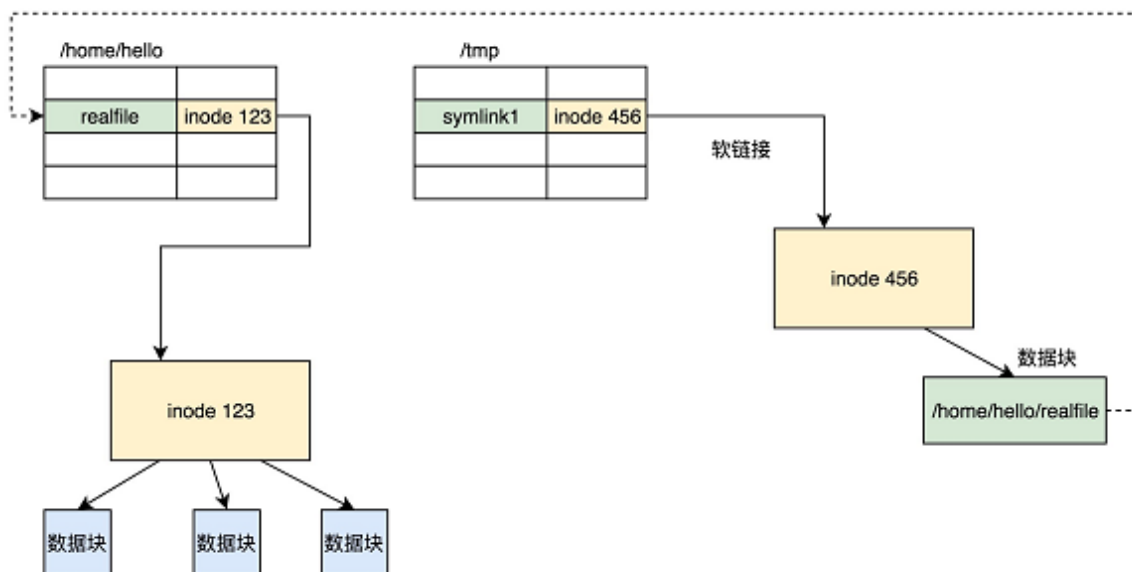 /home/hello
/tmp
realfile
inode 123
symlink1
inode 456
软链接
inode 456
数据块
/home/hello/realfile
inode 123
数据块
数据块
数据块